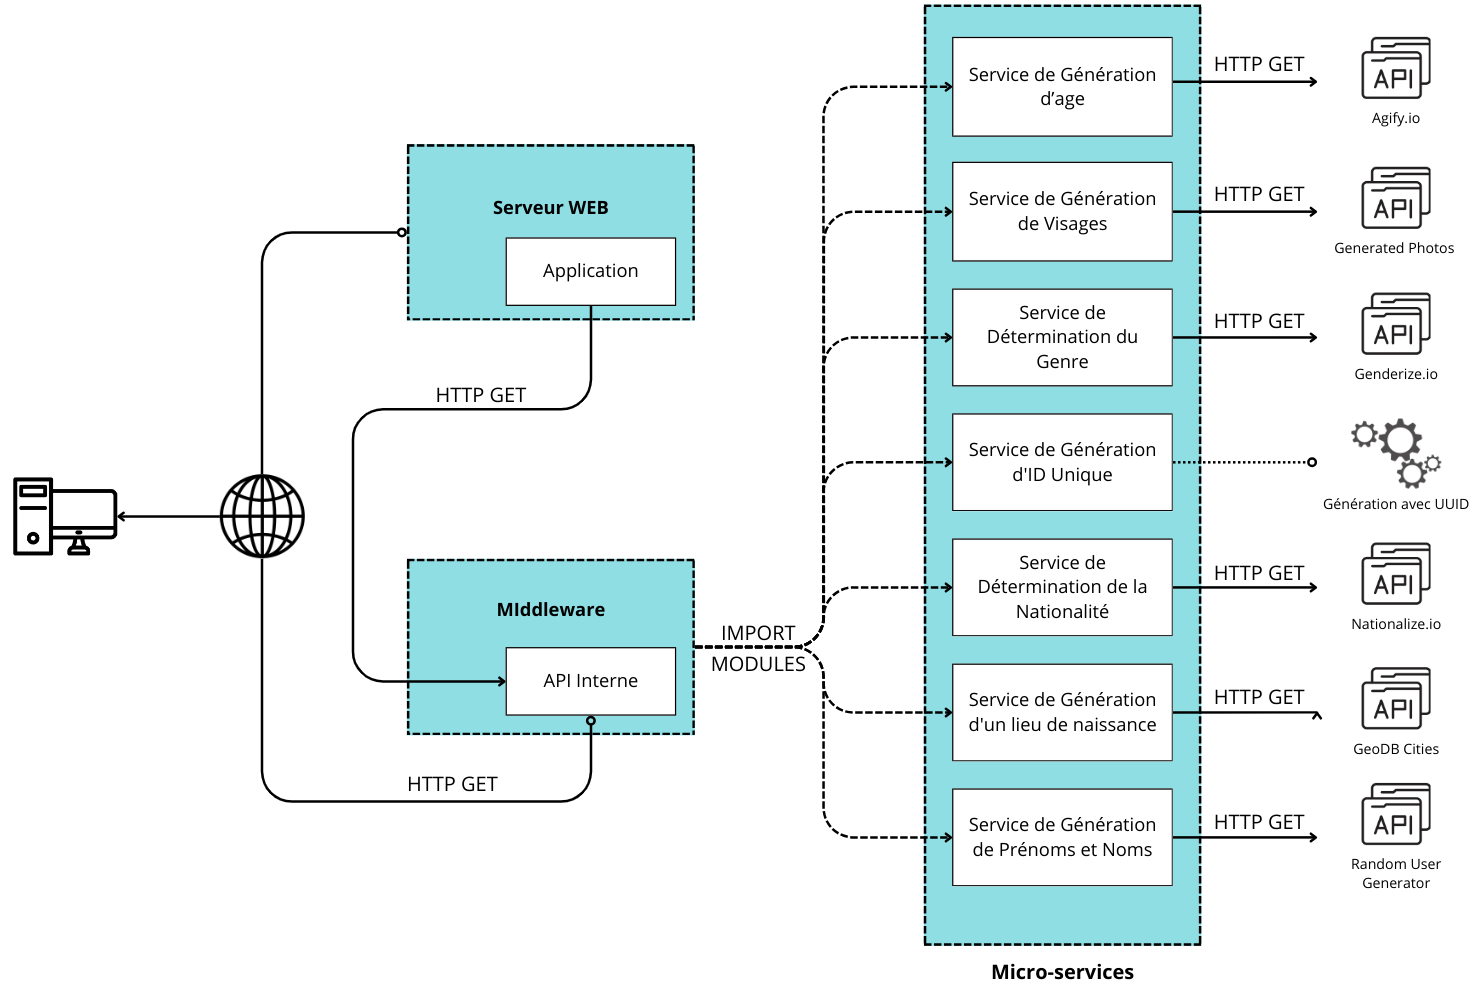 Serveur WEB
Application
HTTP GET
MIddleware
API Interne
HTTP GET
IMPORT
MODULES
Service de Génération
d’age
HTTP GET
API
Agify.io
Service de Génération
de Visages
HTTP GET
API
Generated Photos
Service de
Détermination du
Genre
HTTP GET
API
Genderize.io
Service de Génération
d'ID Unique
Génération avec UUID
Service de
Détermination de la
Nationalité
HTTP GET
API
Nationalize.io
Service de Génération
d'un lieu de naissance
HTTP GET
API
GeoDB Cities
Service de Génération
de Prénoms et Noms
HTTP GET
API
Random User
Generator
Micro-services